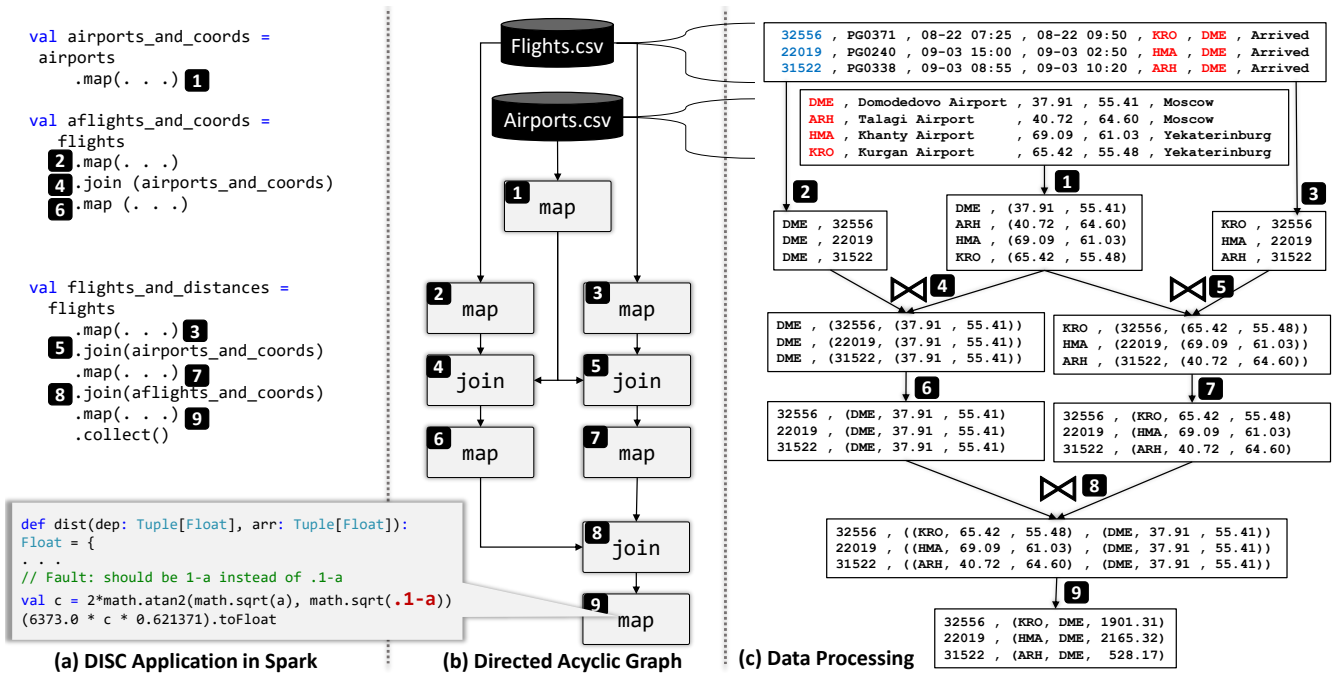 val airports_and_coords =
airports
.map(. . .) 1
val aflights_and_coords =
flights
2 .map(. . .)
4 .join (airports_and_coords)
6 .map (. . .)
val flights_and_distances =
flights
.map(. . .) 3
5 .join(airports_and_coords)
.map(. . .) 7
8 .join(aflights_and_coords)
.map(. . .) 9
.collect()
def dist(dep: Tuple[Float], arr: Tuple[Float]):
Float = {
. . .
// Fault: should be 1-a instead of .1-a
val c = 2*math.atan2(math.sqrt(a), math.sqrt(.1-a))
(6373.0 * c * 0.621371).toFloat
(a) DISC Application in Spark
Flights.csv
Airports.csv
1 map
2 map
3 map
4 join
5 join
6 map
7 map
8 join
9 map
(b) Directed Acyclic Graph
32556 , PG0371 , 08-22 07:25 , 08-22 09:50 , KRO , DME , Arrived
22019 , PG0240 , 09-03 15:00 , 09-03 02:50 , HMA , DME , Arrived
31522 , PG0338 , 09-03 08:55 , 09-03 10:20 , ARH , DME , Arrived
DME , Domodedovo Airport , 37.91 , 55.41 , Moscow
ARH , Talagi Airport , 40.72 , 64.60 , Moscow
HMA , Khanty Airport , 69.09 , 61.03 , Yekaterinburg
KRO , Kurgan Airport , 65.42 , 55.48 , Yekaterinburg
2
1
3
DME , 32556
DME , 22019
DME , 31522
DME , (37.91 , 55.41)
ARH , (40.72 , 64.60)
HMA , (69.09 , 61.03)
KRO , (65.42 , 55.48)
KRO , 32556
HMA , 22019
ARH , 31522
4
5
DME , (32556, (37.91 , 55.41))
DME , (22019, (37.91 , 55.41))
DME , (31522, (37.91 , 55.41))
KRO , (32556, (65.42 , 55.48))
HMA , (22019, (69.09 , 61.03))
ARH , (31522, (40.72 , 64.60))
6
7
32556 , (DME, 37.91 , 55.41)
22019 , (DME, 37.91 , 55.41)
31522 , (DME, 37.91 , 55.41)
32556 , (KRO, 65.42 , 55.48)
22019 , (HMA, 69.09 , 61.03)
31522 , (ARH, 40.72 , 64.60)
8
32556 , ((KRO, 65.42 , 55.48) , (DME, 37.91 , 55.41))
22019 , ((HMA, 69.09 , 61.03) , (DME, 37.91 , 55.41))
31522 , ((ARH, 40.72 , 64.60) , (DME, 37.91 , 55.41))
9
32556 , (KRO, DME, 1901.31)
22019 , (HMA, DME, 2165.32)
31522 , (ARH, DME, 528.17)
(c) Data Processing